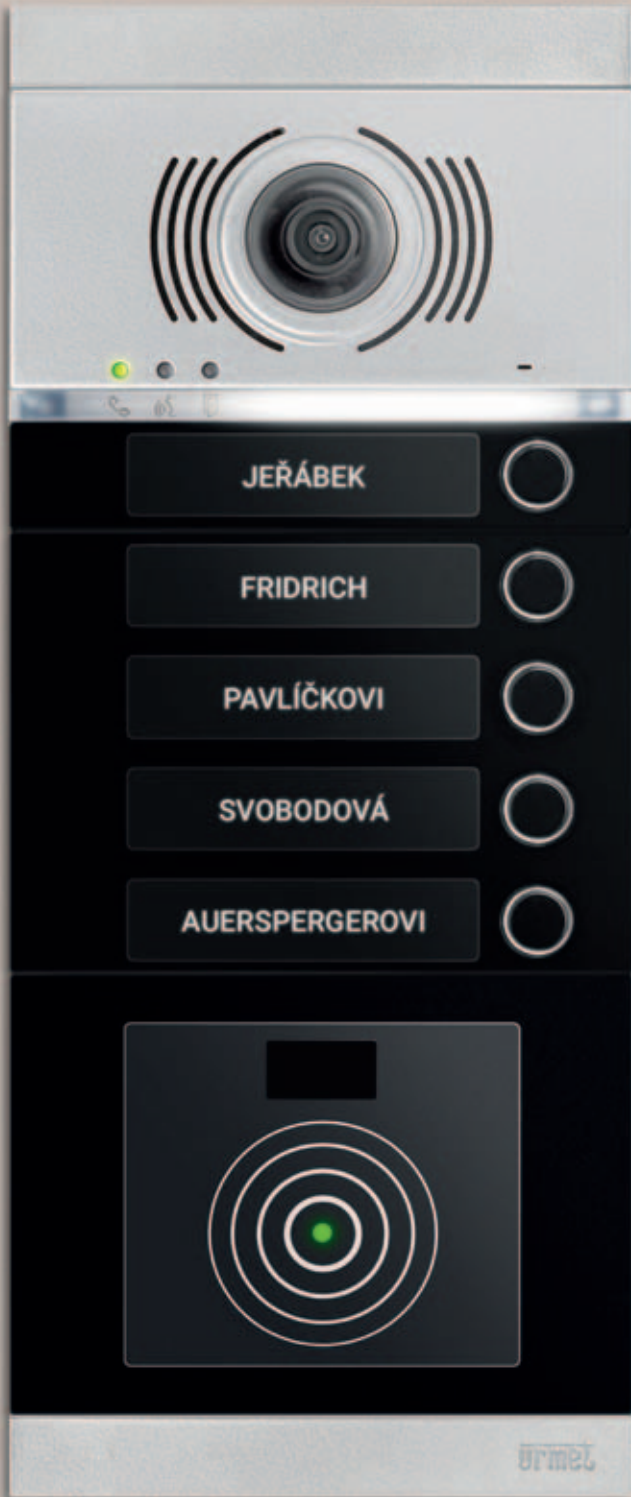 JEŘÁBEK
FRIDRICH
PAVLÍČKOVI
SVOBODOVÁ
AUERSPERGEROVI
urmet